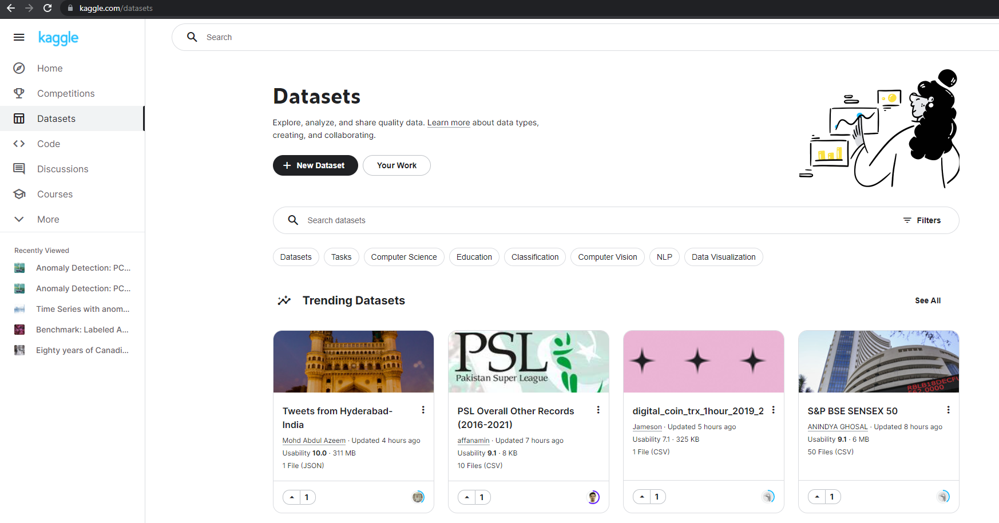 kaggle.com/datasets
kaggle
Search
Home
Competitions
Datasets
Code
Discussions
Courses
More
Recently Viewed
Anomaly Detection: PC...
Anomaly Detection: PC...
Time Series with anom...
Benchmark: Labeled A...
Eighty years of Canadi...
Datasets
Explore, analyze, and share quality data. Learn more about data types,
creating, and collaborating.
+ New Dataset
Your Work
Search datasets
Filters
Datasets
Tasks
Computer Science
Education
Classification
Computer Vision
NLP
Data Visualization
Trending Datasets
See All
Tweets from Hyderabad-
India
Mohd Abdul Azeem · Updated 4 hours ago
Usability 10.0 · 311 MB
1 File (JSON)
1
PSL
Pakistan Super League
PSL Overall Other Records
(2016-2021)
affanamin · Updated 7 hours ago
Usability 9.1 · 8 KB
10 Files (CSV)
1
digital_coin_trx_1hour_2019_2
Jameson · Updated 5 hours ago
Usability 7.1 · 325 KB
1 File (CSV)
1
RBLB18DECFU
562.0000
S&P BSE SENSEX 50
ANINDYA GHOSAL · Updated 8 hours ago
Usability 9.1 · 6 MB
50 Files (CSV)
1